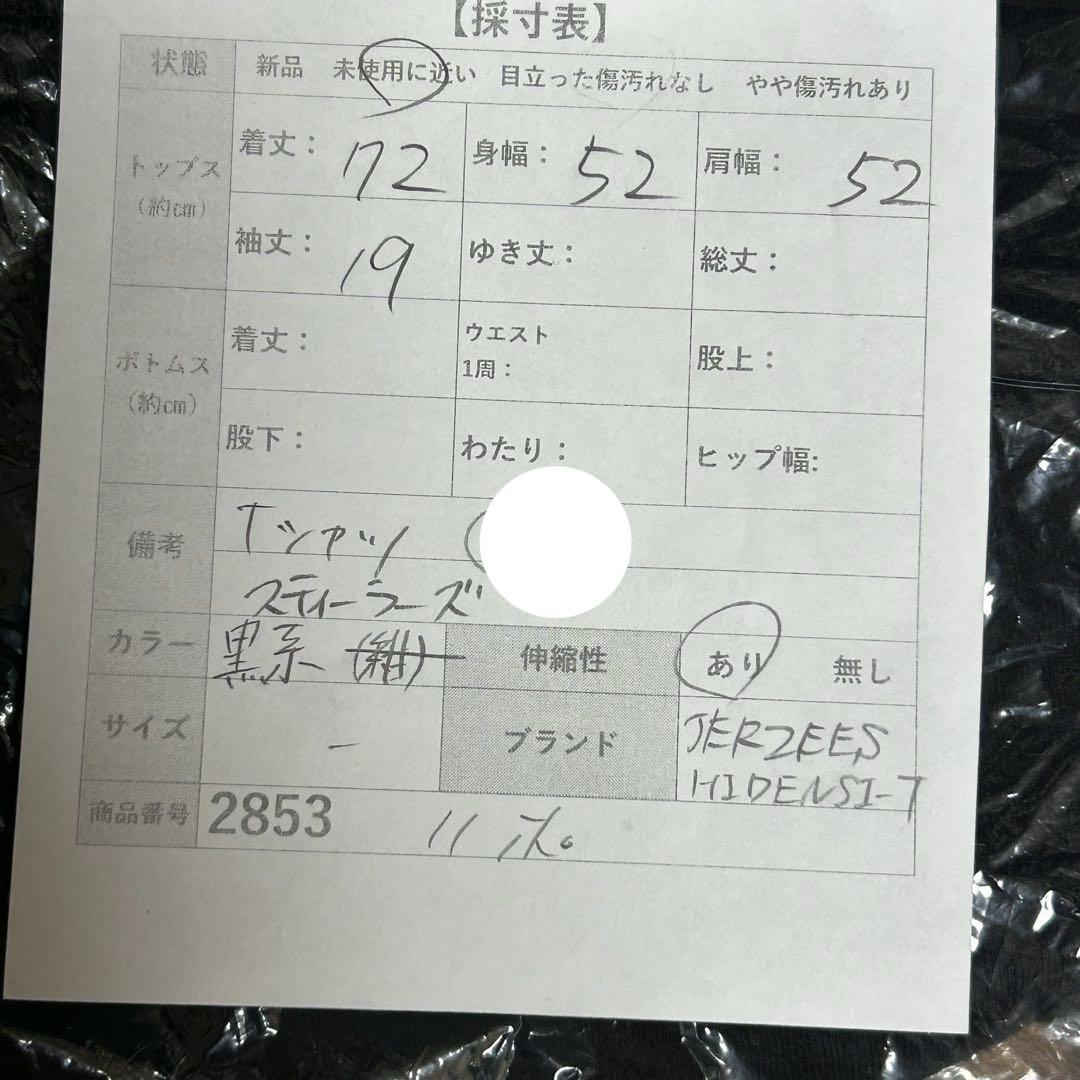 【採寸表】
状態 新品 未使用に近い 目立った傷汚れなし やや傷汚れあり
トップス（約cm） 着丈： 72 身幅： 52 肩幅： 52
袖丈： 19 ゆき丈： 総丈：
ボトムス（約cm） 着丈： ウエスト1周： 股上：
股下： わたり： ヒップ幅:
備考 Tシャツ
スティーラーズ
カラー 黒系 (紺) 伸縮性 あり 無し
サイズ － ブランド JERZEES
HIDENSI-T
商品番号 2853 11